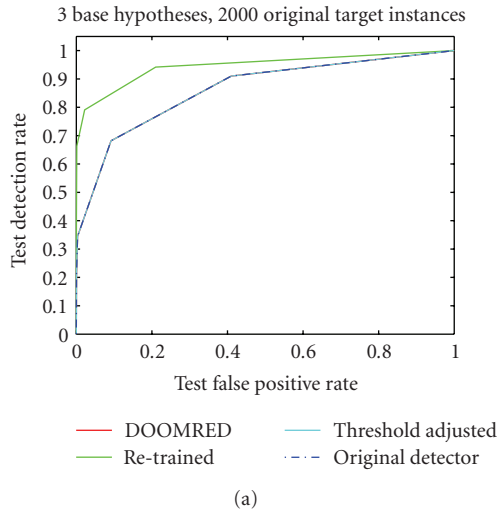 3 base hypotheses, 2000 original target instances
1
0.9
0.8
0.7
0.6
0.5
0.4
0.3
0.2
0.1
0
Test detection rate
0 0.2 0.4 0.6 0.8 1
Test false positive rate
DOOMRED Threshold adjusted
Re-trained Original detector
(a)